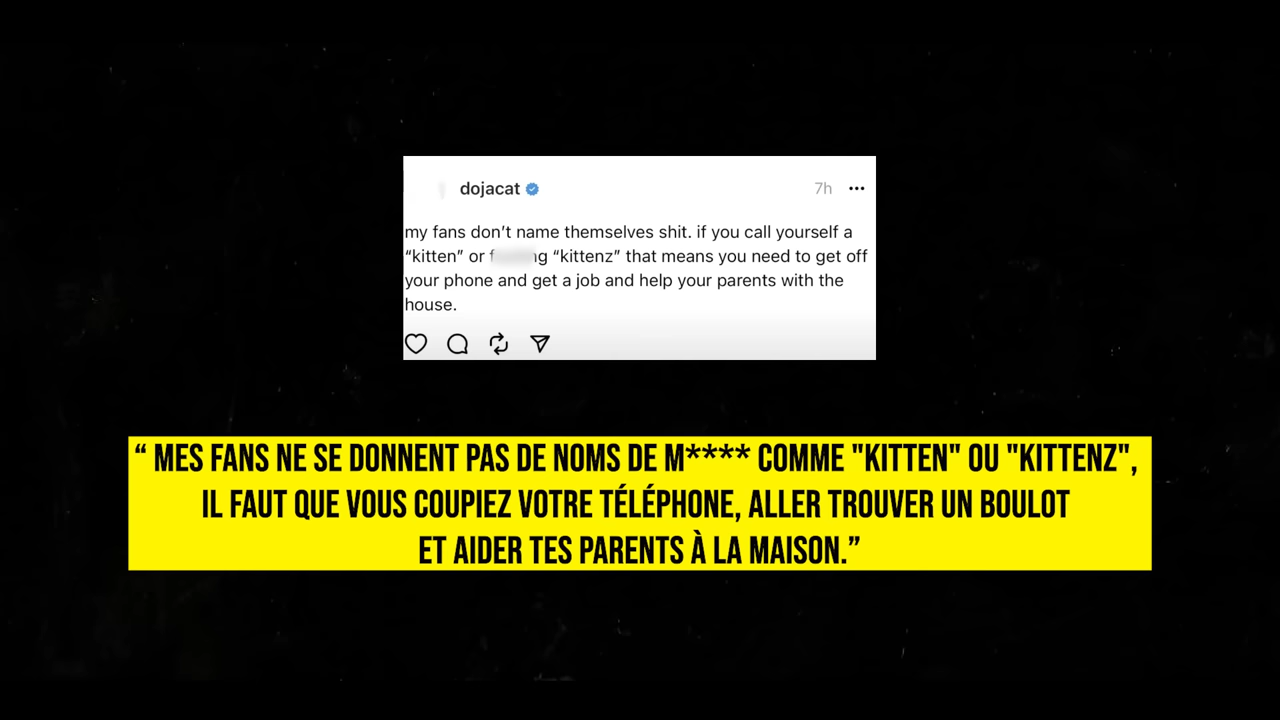 dojacat 7h
my fans don’t name themselves shit. if you call yourself a
“kitten” or “kittenz” that means you need to get off
your phone and get a job and help your parents with the
house.
“ MES FANS NE SE DONNENT PAS DE NOMS DE M**** COMME "KITTEN" OU "KITTENZ",
IL FAUT QUE VOUS COUPIEZ VOTRE TÉLÉPHONE, ALLER TROUVER UN BOULOT
ET AIDER TES PARENTS À LA MAISON.”